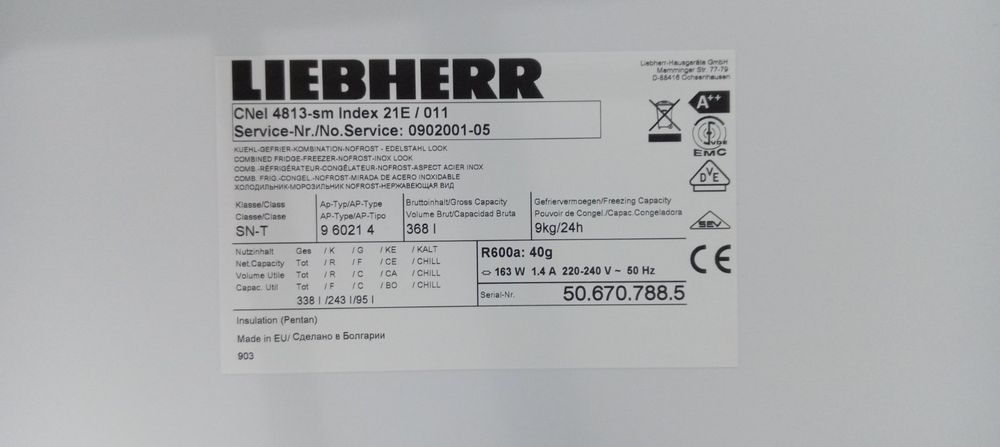 LIEBHERR
Liebherr-Hausgeräte GmbH
Memminger Str. 77-79
D-88416 Ochsenhausen
CNel 4813-sm Index 21E / 011
Service-Nr./No.Service: 0902001-05
A++
VDE
EMC
KUEHL-GEFRIER-KOMBINATION-NOFROST - EDELSTAHL LOOK
COMBINED FRIDGE-FREEZER-NOFROST-INOX LOOK
COMB.-RÉFRIGÉRATEUR-CONGÉLATEUR-NOFROST-ASPECT ACIER INOX
COMB. FRIG.-CONGEL.-NOFROST-MIRADA DE ACERO INOXIDABLE
ХОЛОДИЛЬНИК-МОРОЗИЛЬНИК NOFROST-НЕРЖАВЕЮЩАЯ ВИД
DVE
Klasse/Class
Classe/Clase
SN-T
Ap-Typ/AP-Type
AP-Type/AP-Tipo
9 6021 4
Bruttoinhalt/Gross Capacity
Volume Brut/Capacidad Bruta
368 l
Gefriervermoegen/Freezing Capacity
Pouvoir de Congel./Capac.Congeladora
9kg/24h
SEV
Nutzinhalt Ges / K / G / KE / KALT
Net.Capacity Tot / R / F / CE / CHILL
Volume Utile Tot / R / C / CA / CHILL
Capac. Util Tot / F / C / BO / CHILL
338 l /243 l/95 l
R600a: 40g
163 W 1.4 A 220-240 V ~ 50 Hz
Serial-Nr. 50.670.788.5
CE
Insulation (Pentan)
Made in EU/ Сделано в Болгарии
903